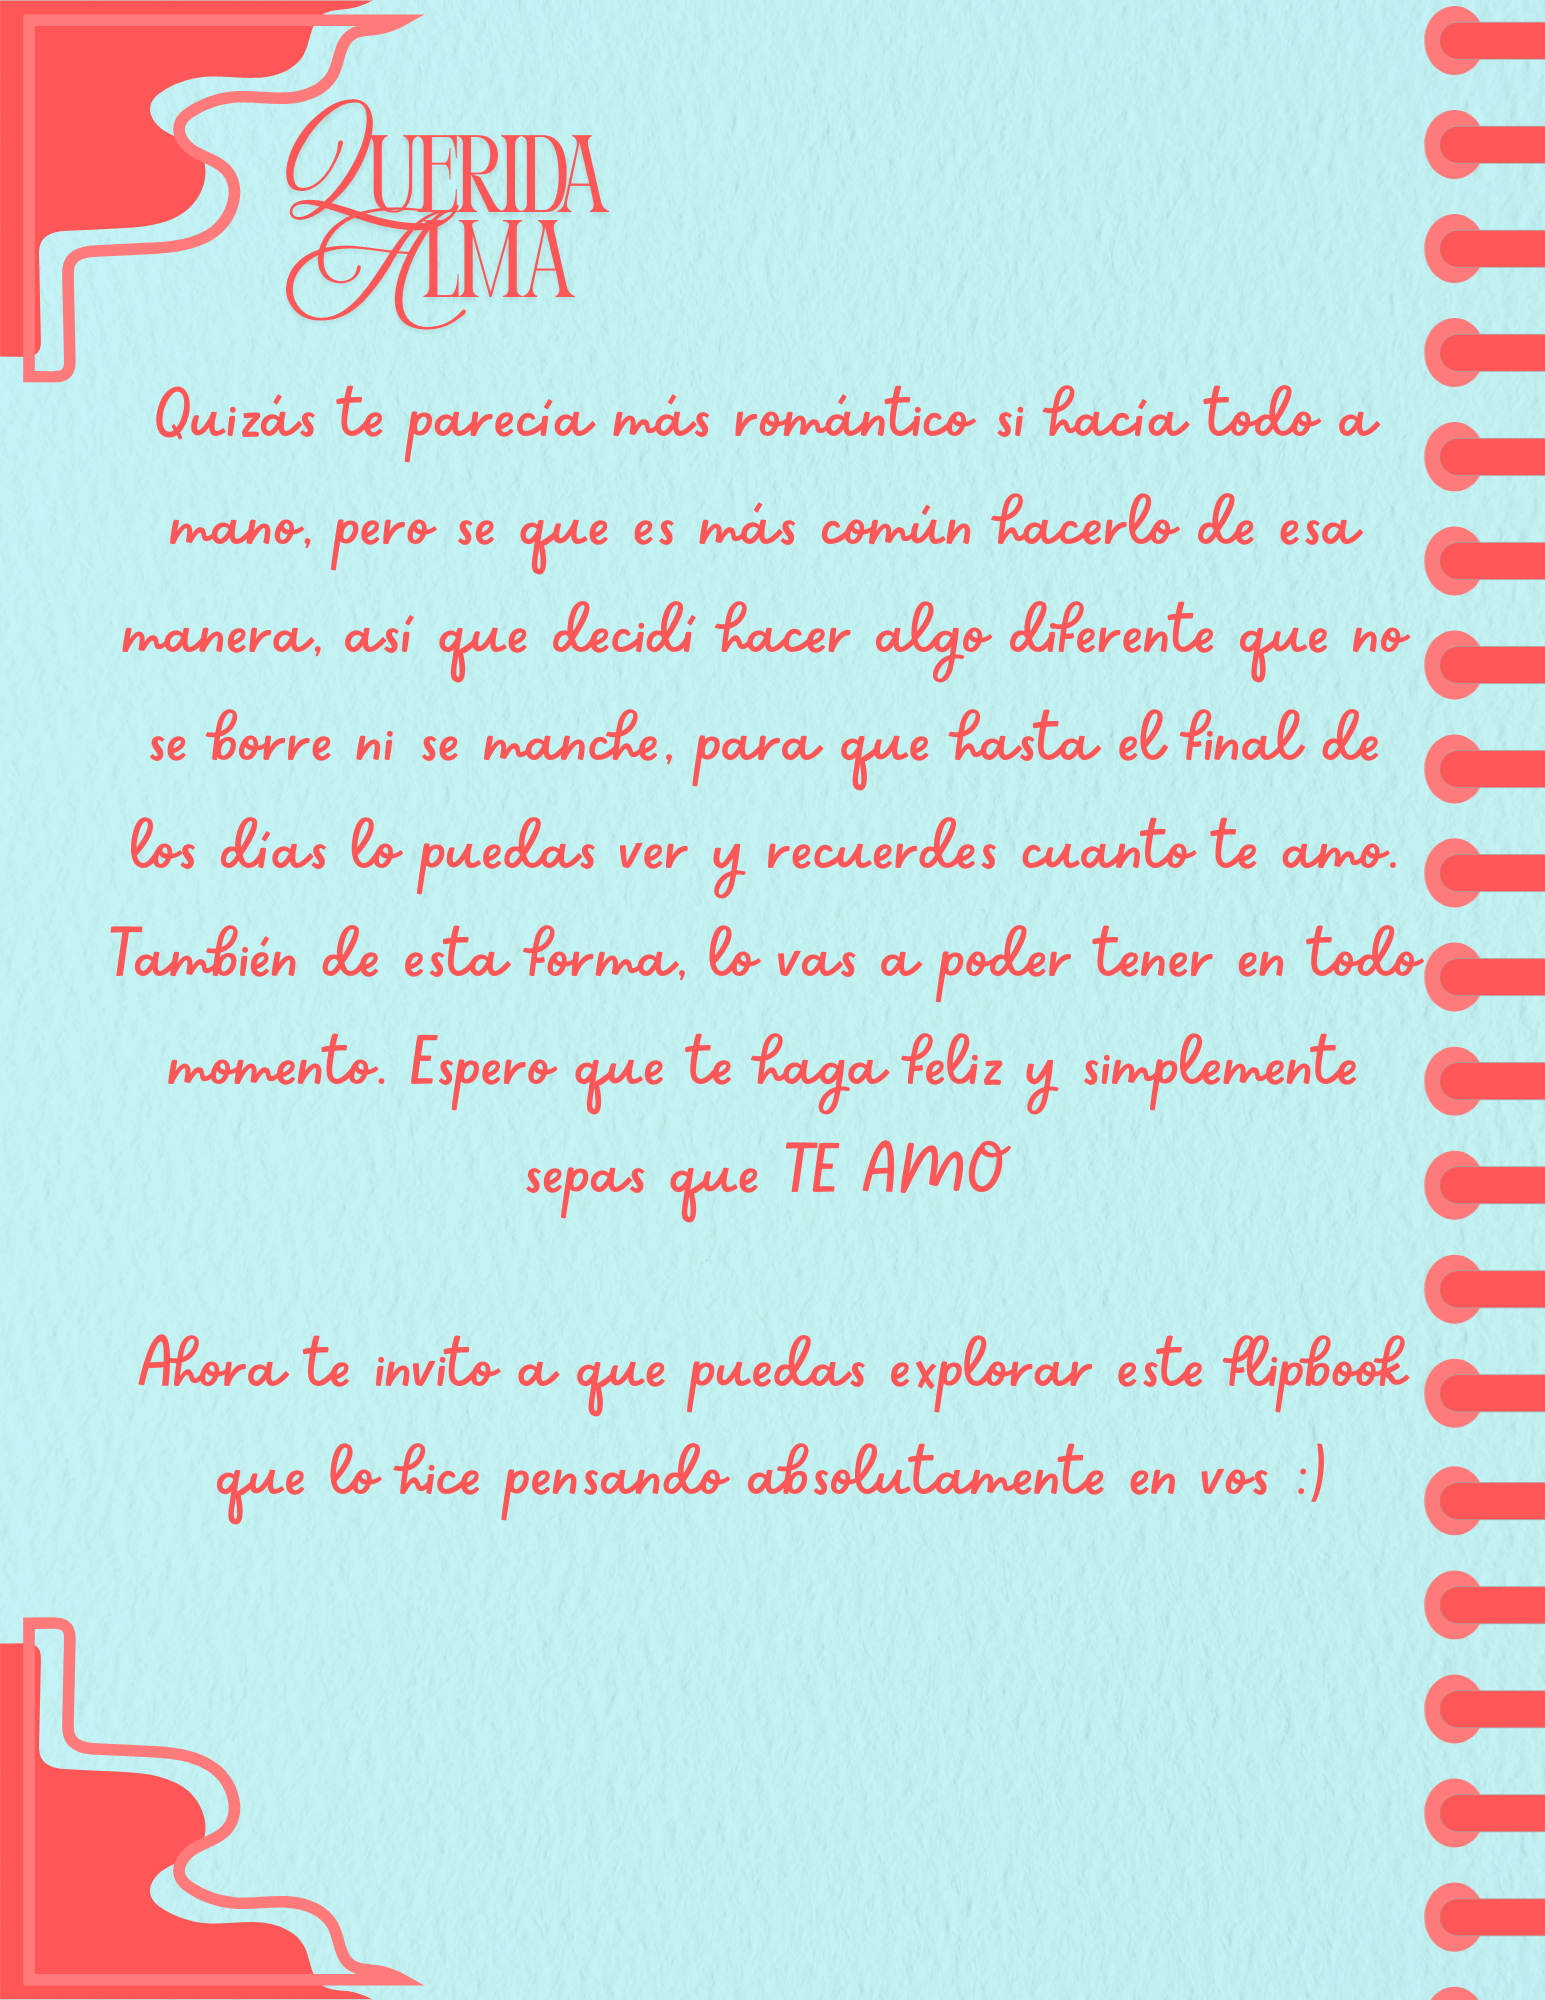 QUERIDA
ALMA
Quizás te parecía más romántico si hacía todo a
mano, pero se que es más común hacerlo de esa
manera, así que decidí hacer algo diferente que no
se borre ni se manche, para que hasta el final de
los días lo puedas ver y recuerdes cuanto te amo.
También de esta forma, lo vas a poder tener en todo
momento. Espero que te haga feliz y simplemente
sepas que TE AMO
Ahora te invito a que puedas explorar este flipbook
que lo hice pensando absolutamente en vos :)